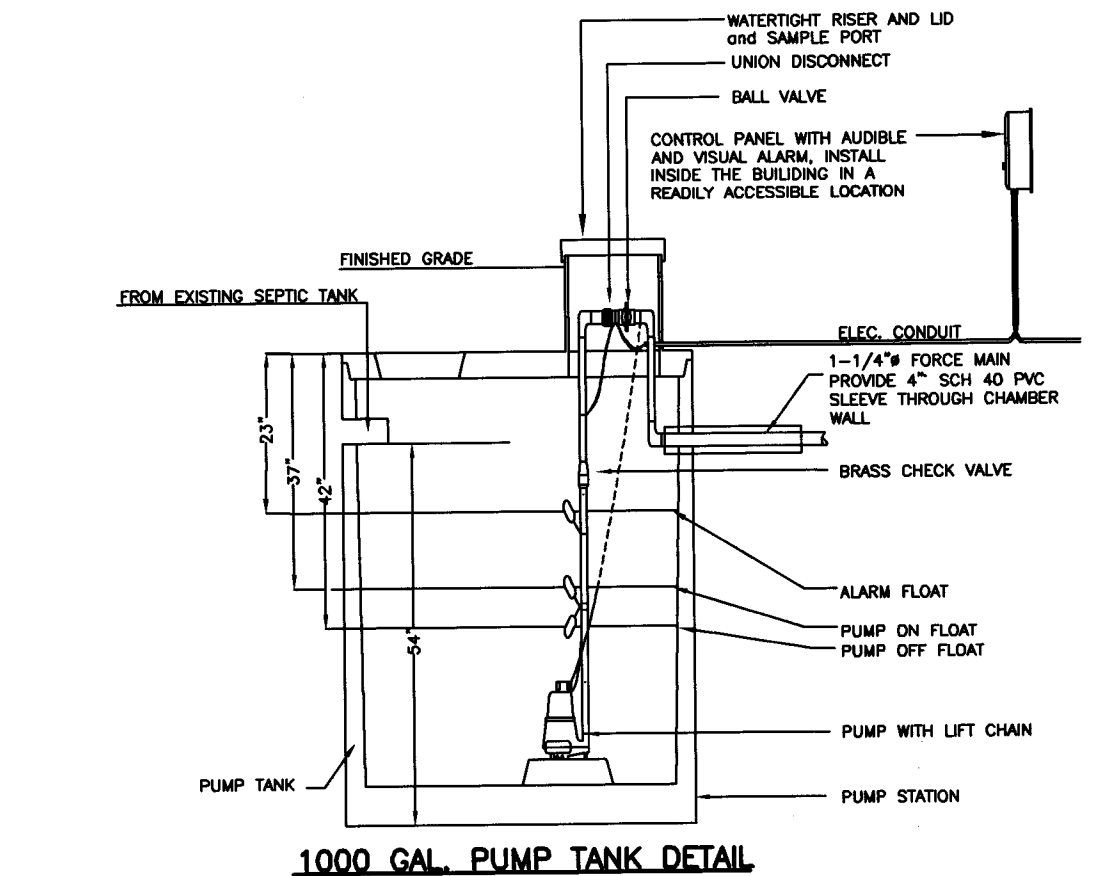 WATERTIGHT RISER AND LID
and SAMPLE PORT
UNION DISCONNECT
BALL VALVE
CONTROL PANEL WITH AUDIBLE
AND VISUAL ALARM, INSTALL
INSIDE THE BUILIDING IN A
READILY ACCESSIBLE LOCATION
FINISHED GRADE
FROM EXISTING SEPTIC TANK
ELEC. CONDUIT
1-1/4"ø FORCE MAIN
PROVIDE 4" SCH 40 PVC
SLEEVE THROUGH CHAMBER
WALL
23"
37"
42"
BRASS CHECK VALVE
ALARM FLOAT
PUMP ON FLOAT
PUMP OFF FLOAT
54"
PUMP WITH LIFT CHAIN
PUMP TANK
PUMP STATION
1000 GAL. PUMP TANK DETAIL